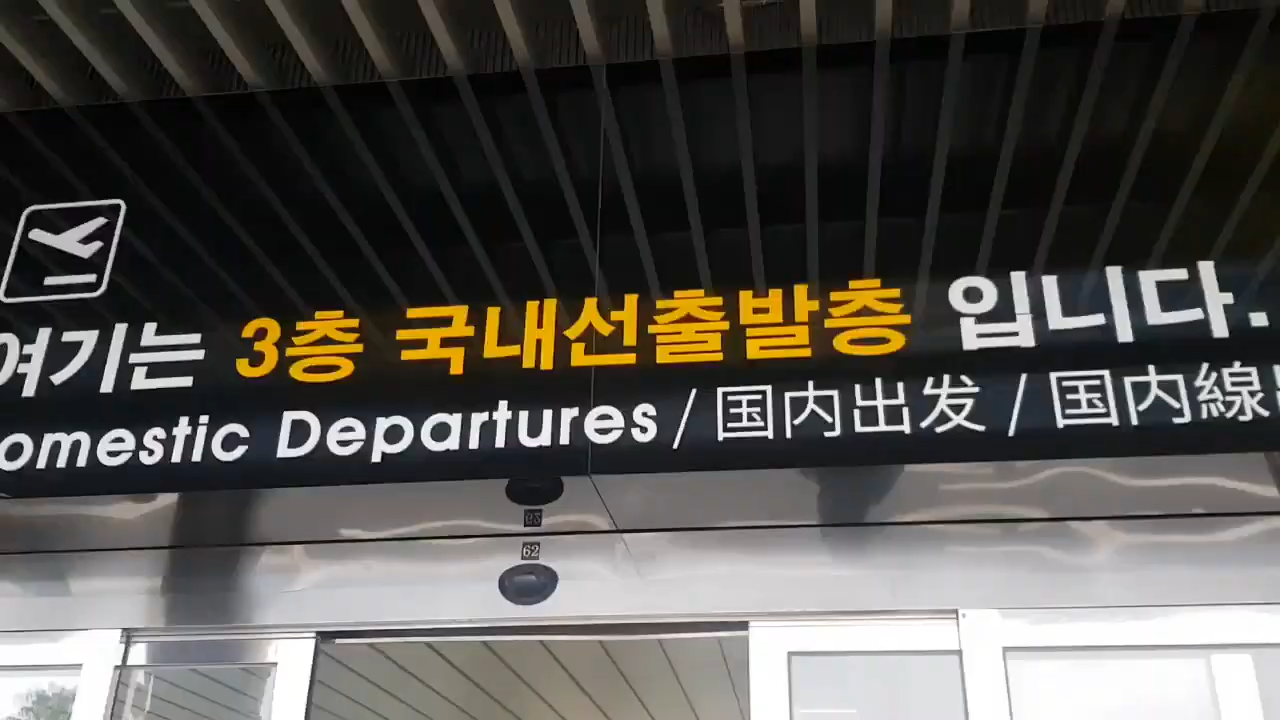 여기는 3층 국내선출발층 입니다.
omestic Departures / 国内出发 / 国内線
62